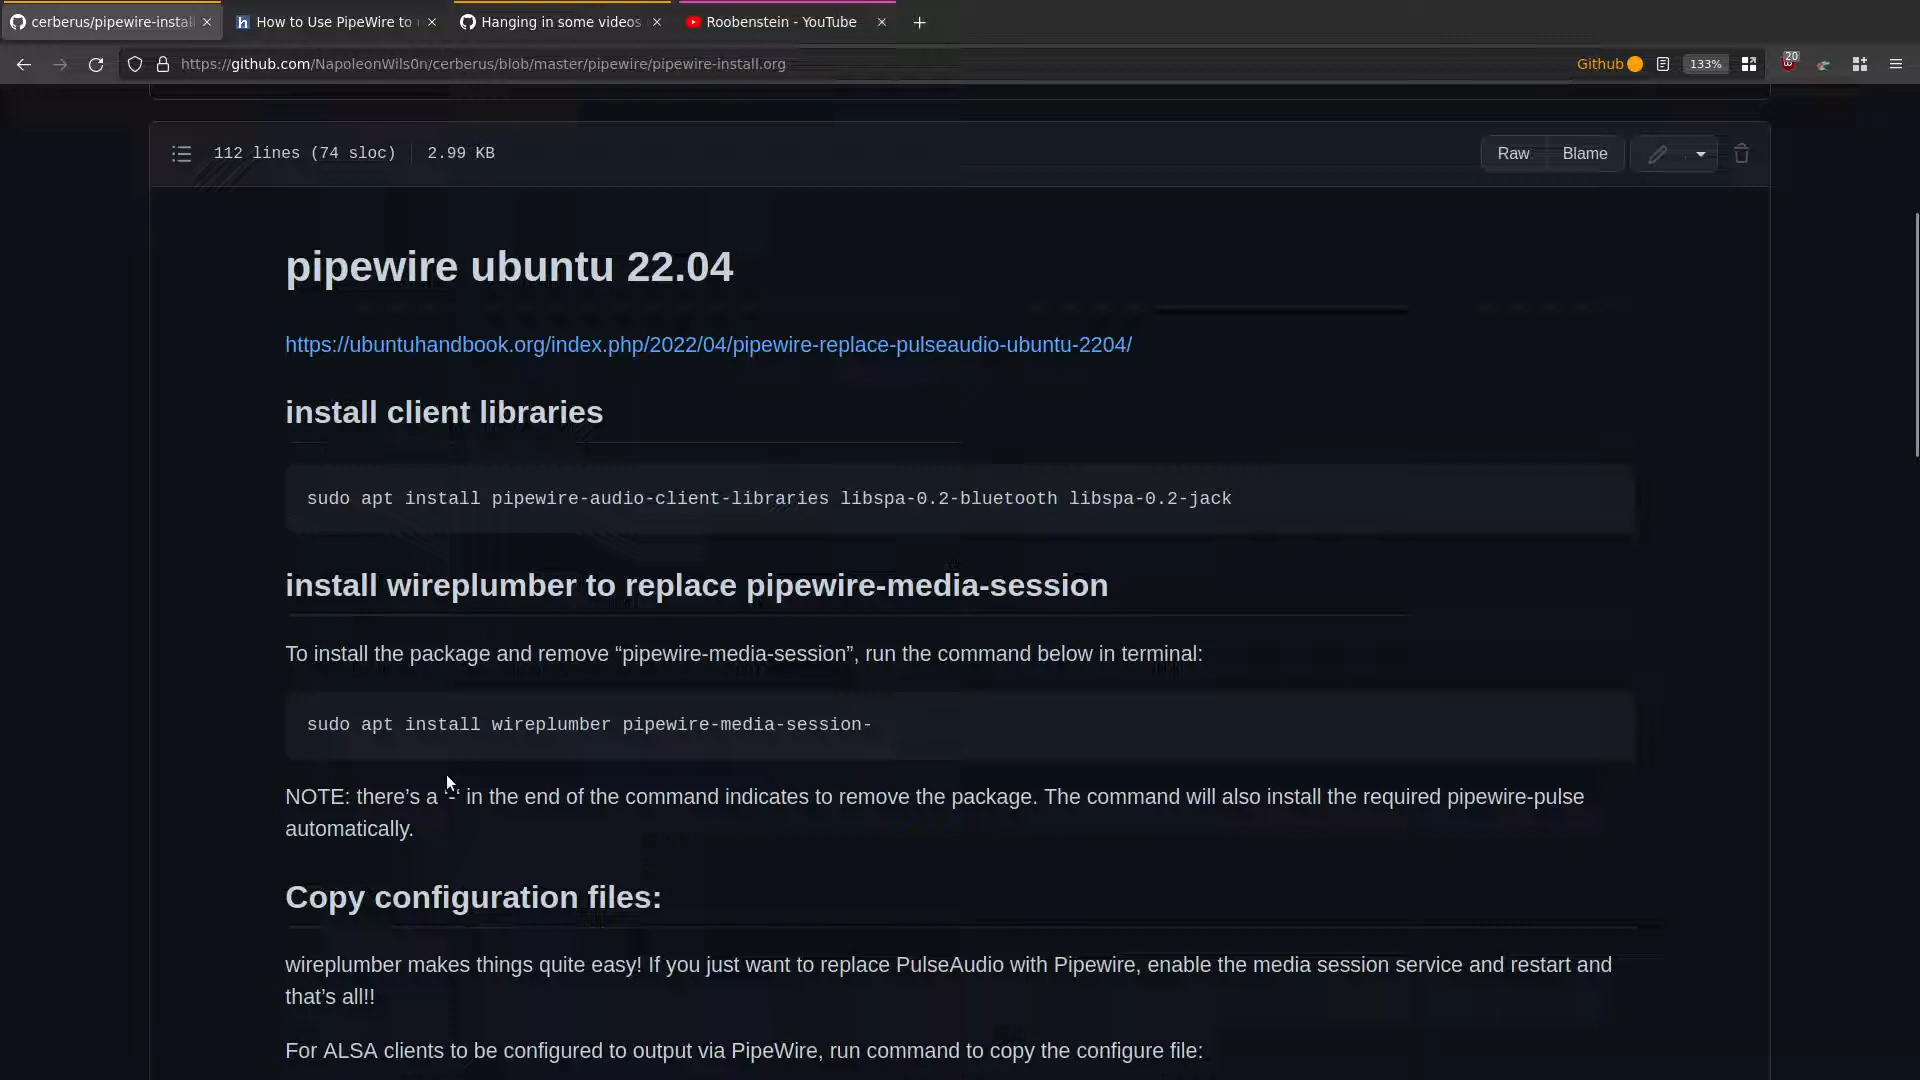 cerberus/pipewire-instal
How to Use PipeWire to
Hanging in some videos
Roobenstein - YouTube
https://github.com/NapoleonWils0n/cerberus/blob/master/pipewire/pipewire-install.org
Github
133%
20
112 lines (74 sloc)
2.99 KB
Raw
Blame
pipewire ubuntu 22.04
https://ubuntuhandbook.org/index.php/2022/04/pipewire-replace-pulseaudio-ubuntu-2204/
install client libraries
sudo apt install pipewire-audio-client-libraries libspa-0.2-bluetooth libspa-0.2-jack
install wireplumber to replace pipewire-media-session
To install the package and remove “pipewire-media-session”, run the command below in terminal:
sudo apt install wireplumber pipewire-media-session-
NOTE: there’s a ‘-‘ in the end of the command indicates to remove the package. The command will also install the required pipewire-pulse
automatically.
Copy configuration files:
wireplumber makes things quite easy! If you just want to replace PulseAudio with Pipewire, enable the media session service and restart and
that’s all!!
For ALSA clients to be configured to output via PipeWire, run command to copy the configure file: